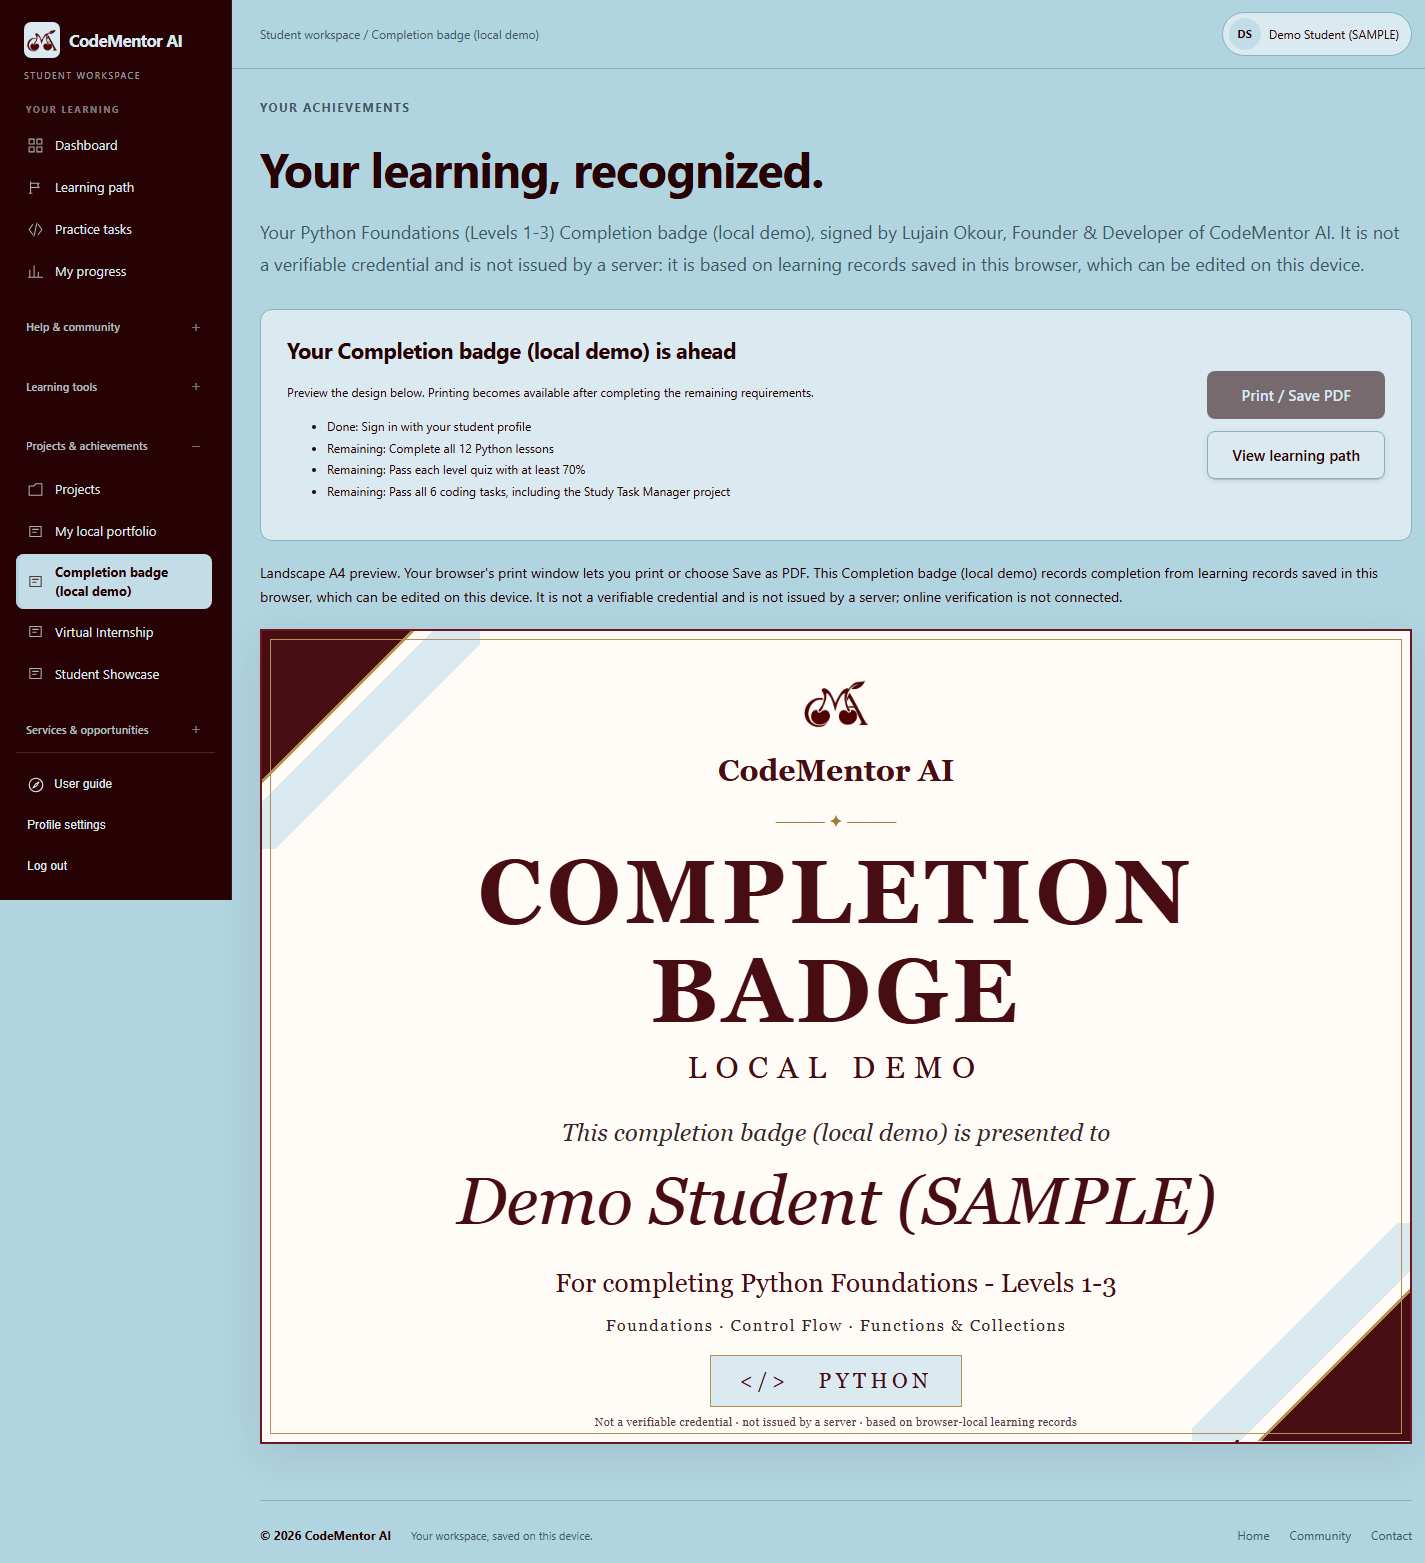 CodeMentor AI
STUDENT WORKSPACE
YOUR LEARNING
Dashboard
Learning path
Practice tasks
My progress
Help & community +
Learning tools +
Projects & achievements −
Projects
My local portfolio
Completion badge
(local demo)
Virtual Internship
Student Showcase
Services & opportunities +
User guide
Profile settings
Log out
Student workspace / Completion badge (local demo)
DS Demo Student (SAMPLE)
YOUR ACHIEVEMENTS
Your learning, recognized.
Your Python Foundations (Levels 1-3) Completion badge (local demo), signed by Lujain Okour, Founder & Developer of CodeMentor AI. It is not
a verifiable credential and is not issued by a server: it is based on learning records saved in this browser, which can be edited on this device.
Your Completion badge (local demo) is ahead
Preview the design below. Printing becomes available after completing the remaining requirements.
• Done: Sign in with your student profile
• Remaining: Complete all 12 Python lessons
• Remaining: Pass each level quiz with at least 70%
• Remaining: Pass all 6 coding tasks, including the Study Task Manager project
Print / Save PDF
View learning path
Landscape A4 preview. Your browser's print window lets you print or choose Save as PDF. This Completion badge (local demo) records completion from learning records saved in this
browser, which can be edited on this device. It is not a verifiable credential and is not issued by a server; online verification is not connected.
CodeMentor AI
COMPLETION
BADGE
LOCAL DEMO
This completion badge (local demo) is presented to
Demo Student (SAMPLE)
For completing Python Foundations - Levels 1-3
Foundations · Control Flow · Functions & Collections
</> PYTHON
Not a verifiable credential · not issued by a server · based on browser-local learning records
© 2026 CodeMentor AI Your workspace, saved on this device.
Home Community Contact